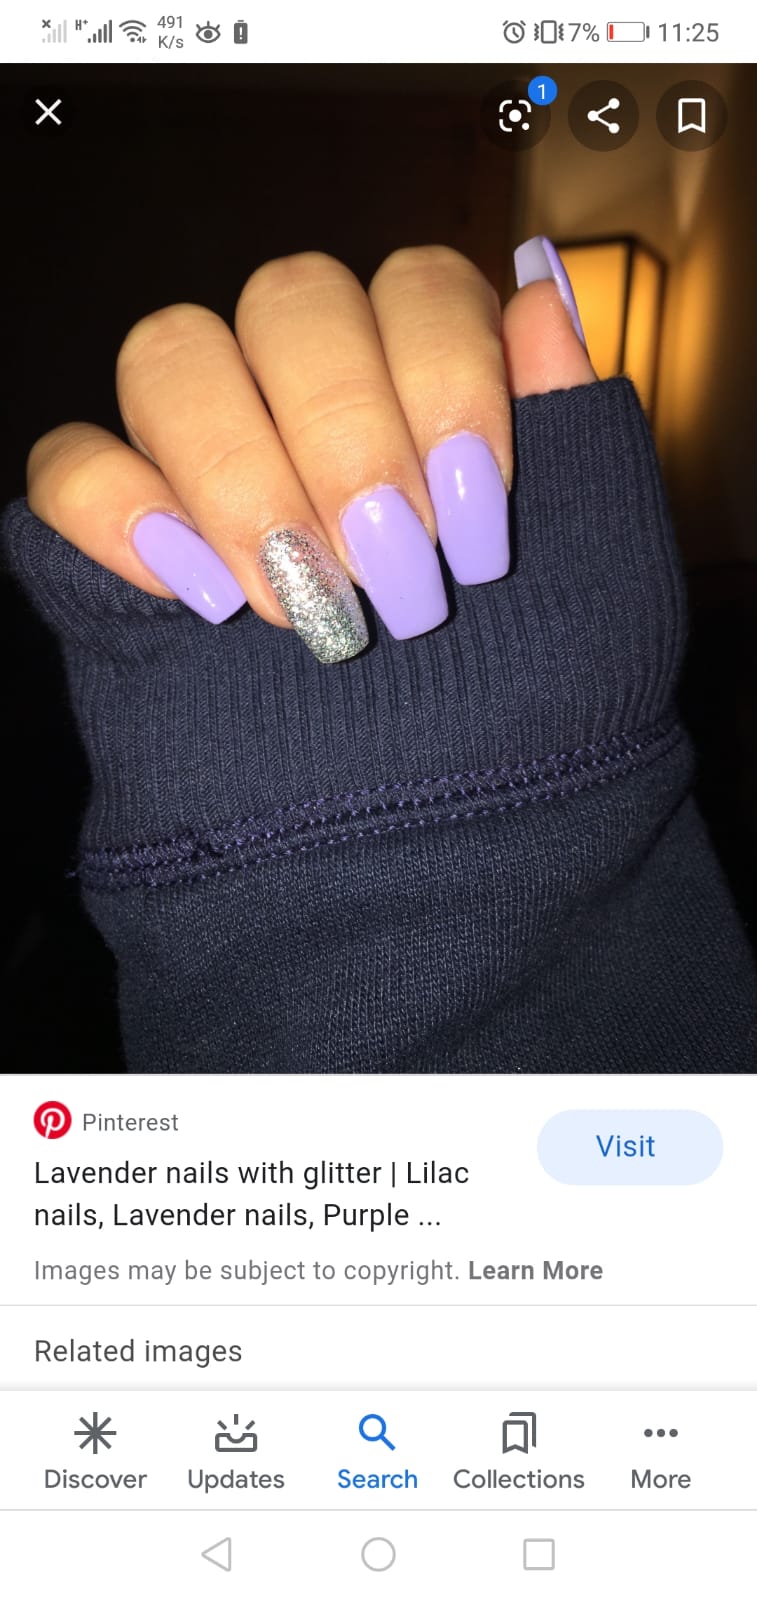 491
H+ K/s 7% 11:25
1
Pinterest
Visit
Lavender nails with glitter | Lilac
nails, Lavender nails, Purple ...
Images may be subject to copyright. Learn More
Related images
Discover Updates Search Collections More